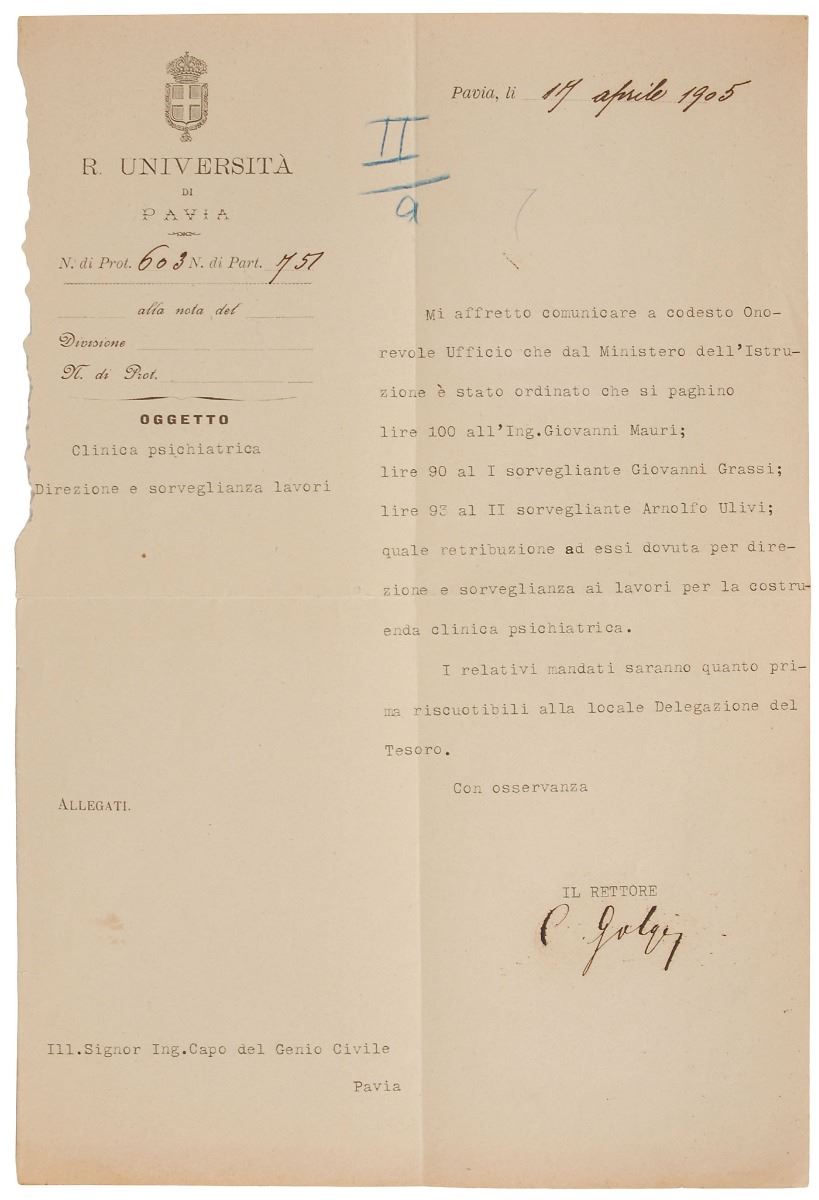 R. UNIVERSITÀ
DI
PAVIA
N. di Prot. 603 N. di Part. 751
alla nota del
Divisione
N. di Prot.
OGGETTO
Clinica psichiatrica
Direzione e sorveglianza lavori
Pavia, li 17 aprile 1905
II
9
Mi affretto comunicare a codesto Ono-
revole Ufficio che dal Ministero dell'Istru-
zione è stato ordinato che si paghino
lire 100 all'Ing.Giovanni Mauri;
lire 90 al I sorvegliante Giovanni Grassi;
lire 93 al II sorvegliante Arnolfo Ulivi;
quale retribuzione ad essi dovuta per dire-
zione e sorveglianza ai lavori per la costru-
enda clinica psichiatrica.
I relativi mandati saranno quanto pri-
ma riscuotibili alla locale Delegazione del
Tesoro.
Con osservanza
ALLEGATI.
IL RETTORE
C. Golgi
Ill.Signor Ing.Capo del Genio Civile
Pavia